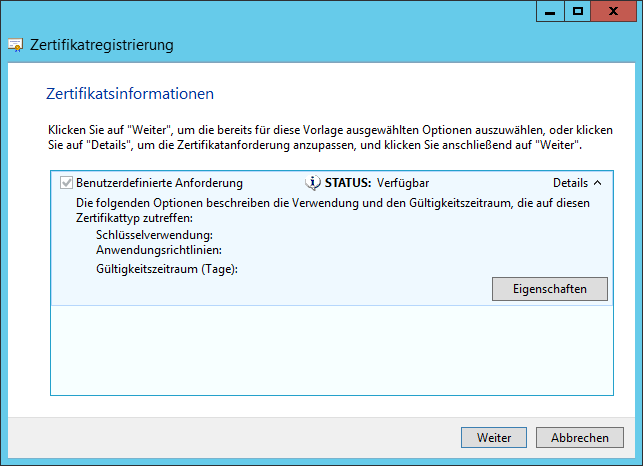 Zertifikatregistrierung
Zertifikatsinformationen
Klicken Sie auf "Weiter", um die bereits für diese Vorlage ausgewählten Optionen auszuwählen, oder klicken
Sie auf "Details", um die Zertifikatanforderung anzupassen, und klicken Sie anschließend auf "Weiter".
Benutzerdefinierte Anforderung STATUS: Verfügbar Details
Die folgenden Optionen beschreiben die Verwendung und den Gültigkeitszeitraum, die auf diesen
Zertifikattyp zutreffen:
Schlüsselverwendung:
Anwendungsrichtlinien:
Gültigkeitszeitraum (Tage):
Eigenschaften
Weiter Abbrechen